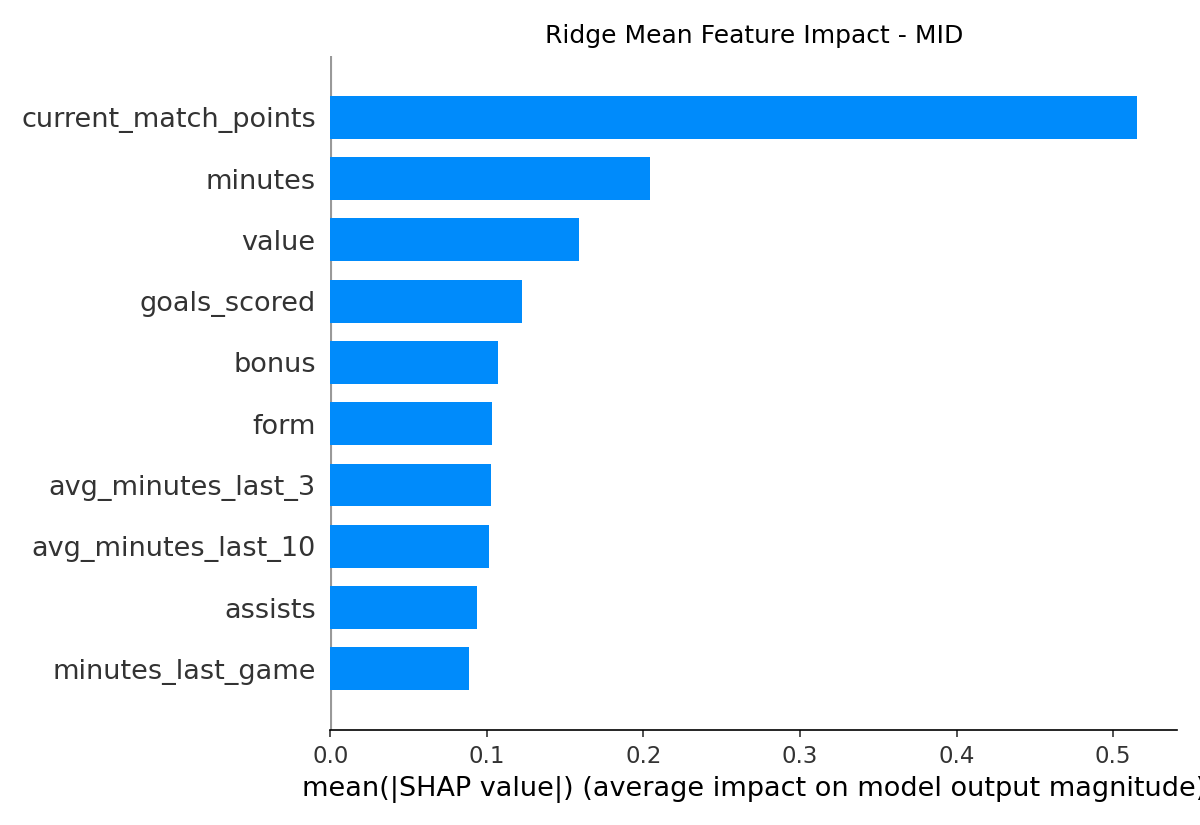 Ridge Mean Feature Impact - MID
current_match_points
minutes
value
goals_scored
bonus
form
avg_minutes_last_3
avg_minutes_last_10
assists
minutes_last_game
0.0 0.1 0.2 0.3 0.4 0.5
mean(|SHAP value|) (average impact on model output magnitude)